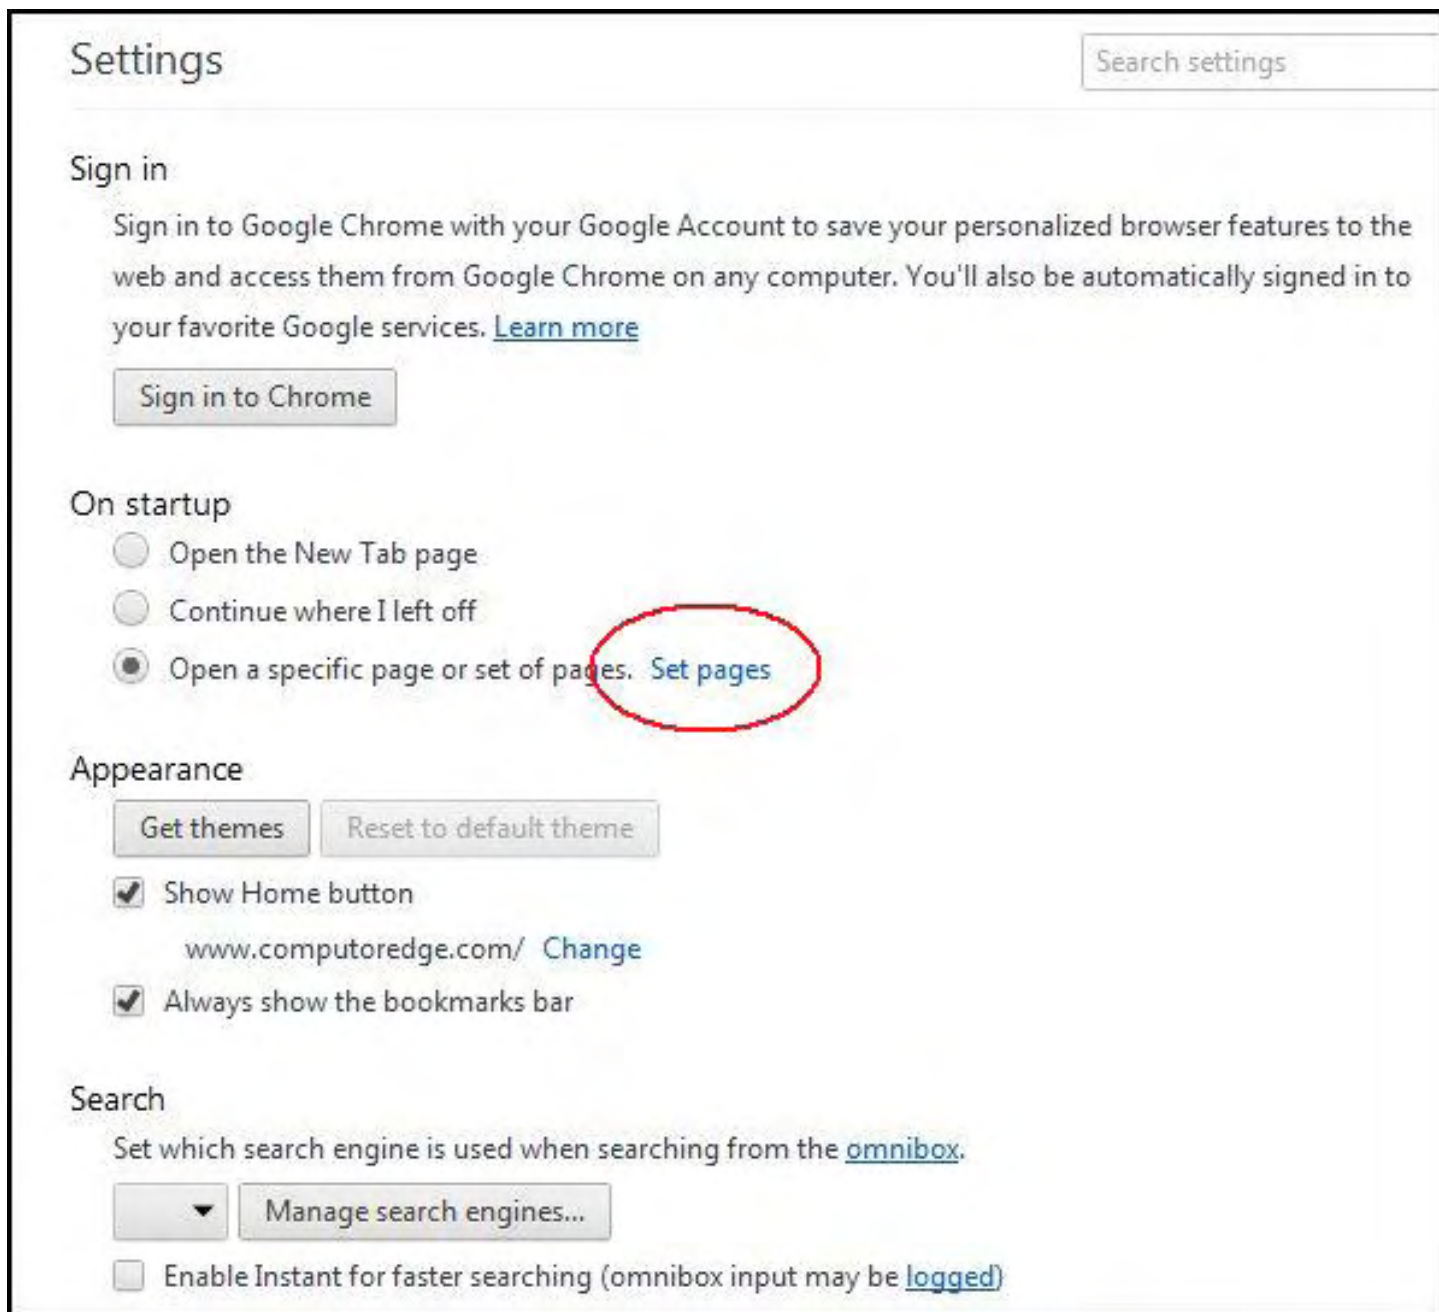 Settings
Search settings
Sign in
Sign in to Google Chrome with your Google Account to save your personalized browser features to the
web and access them from Google Chrome on any computer. You'll also be automatically signed in to
your favorite Google services. Learn more
Sign in to Chrome
On startup
Open the New Tab page
Continue where I left off
Open a specific page or set of pages. Set pages
Appearance
Get themes Reset to default theme
Show Home button
www.computoredge.com/ Change
Always show the bookmarks bar
Search
Set which search engine is used when searching from the omnibox.
Manage search engines...
Enable Instant for faster searching (omnibox input may be logged)